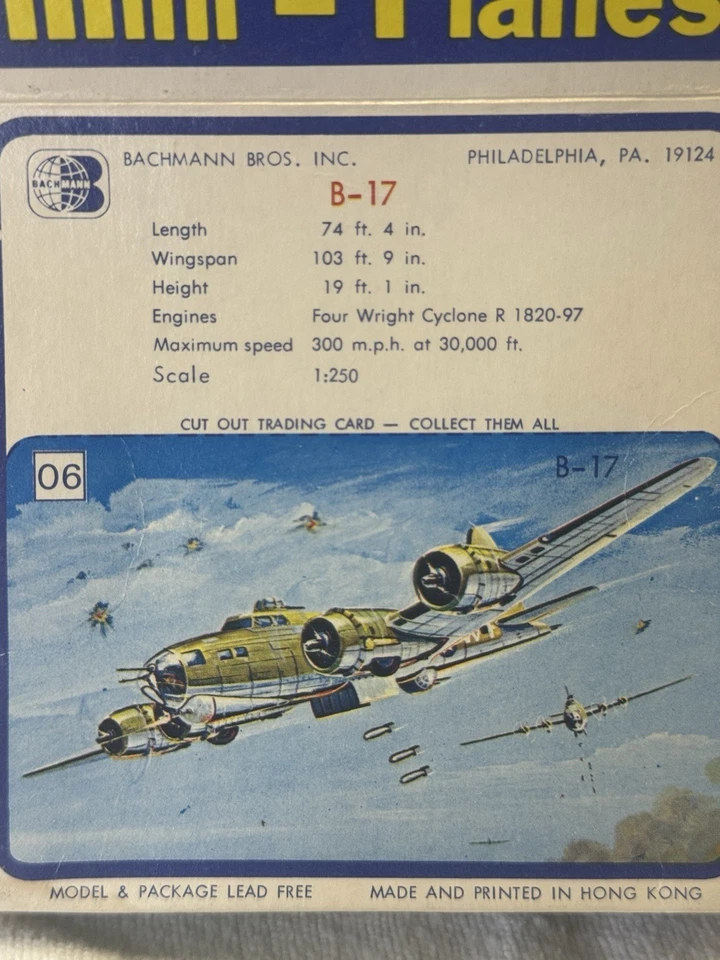 mini - Planes
BACHMANN
BACHMANN BROS. INC. PHILADELPHIA, PA. 19124
B-17
Length 74 ft. 4 in.
Wingspan 103 ft. 9 in.
Height 19 ft. 1 in.
Engines Four Wright Cyclone R 1820-97
Maximum speed 300 m.p.h. at 30,000 ft.
Scale 1:250
CUT OUT TRADING CARD — COLLECT THEM ALL
06 B-17
MODEL & PACKAGE LEAD FREE MADE AND PRINTED IN HONG KONG